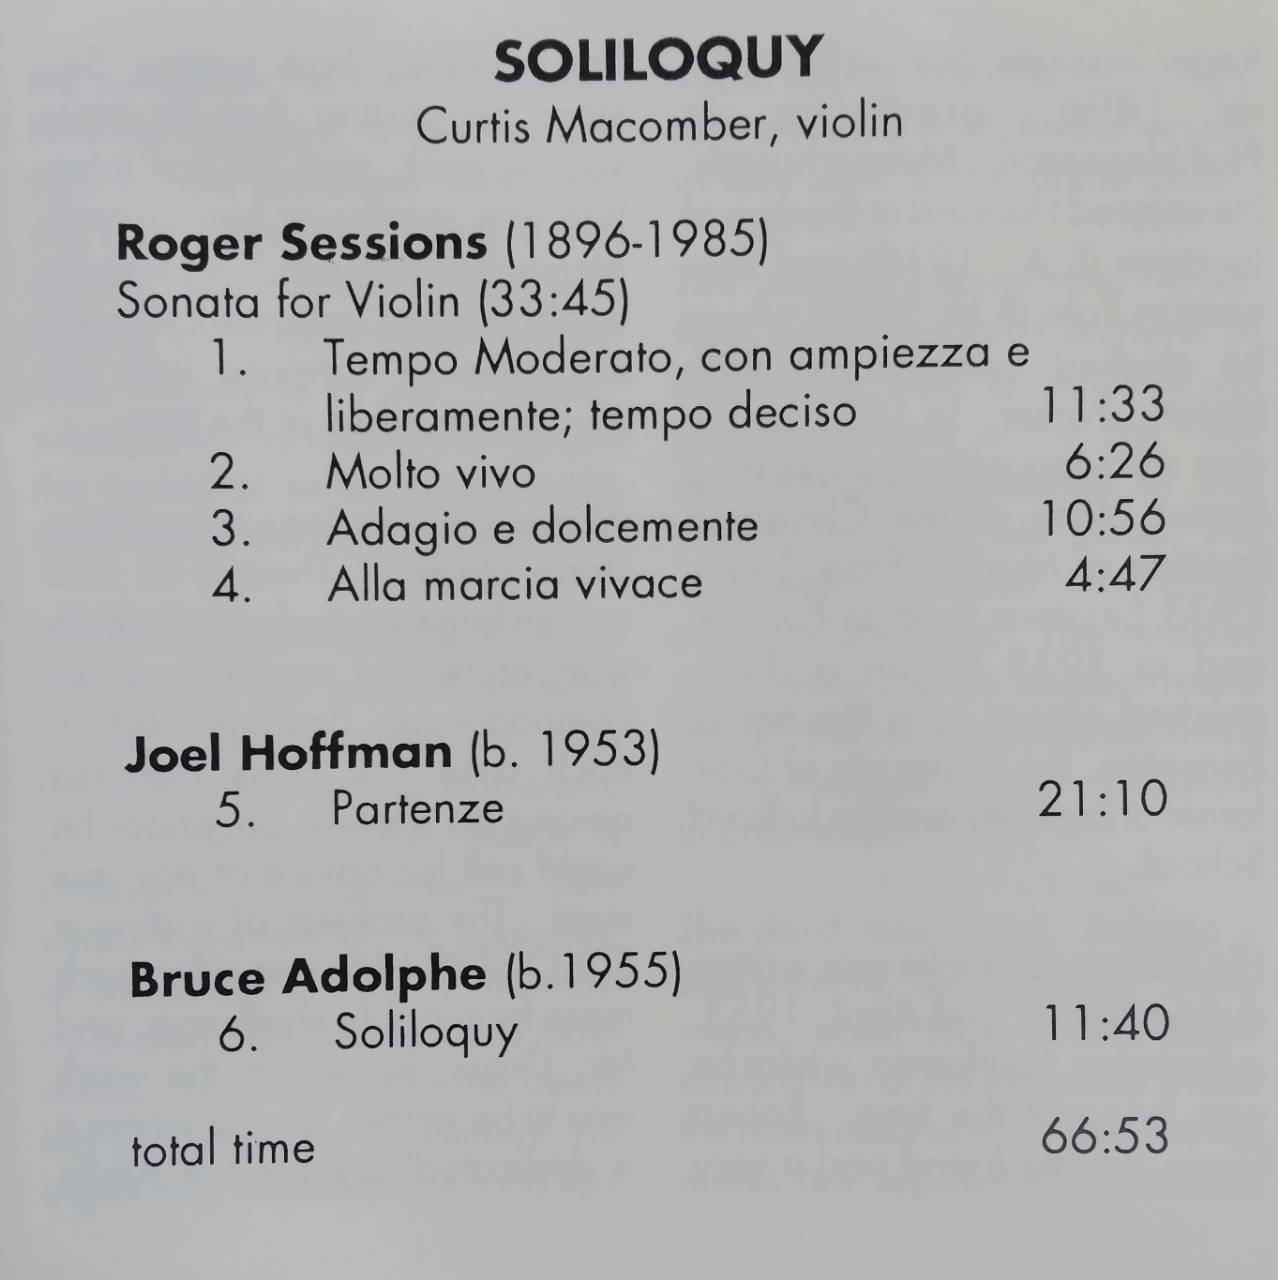 SOLILOQUY
Curtis Macomber, violin
Roger Sessions (1896-1985)
Sonata for Violin (33:45)
1. Tempo Moderato, con ampiezza e
liberamente; tempo deciso 11:33
2. Molto vivo 6:26
3. Adagio e dolcemente 10:56
4. Alla marcia vivace 4:47
Joel Hoffman (b. 1953)
5. Partenze 21:10
Bruce Adolphe (b.1955)
6. Soliloquy 11:40
total time 66:53